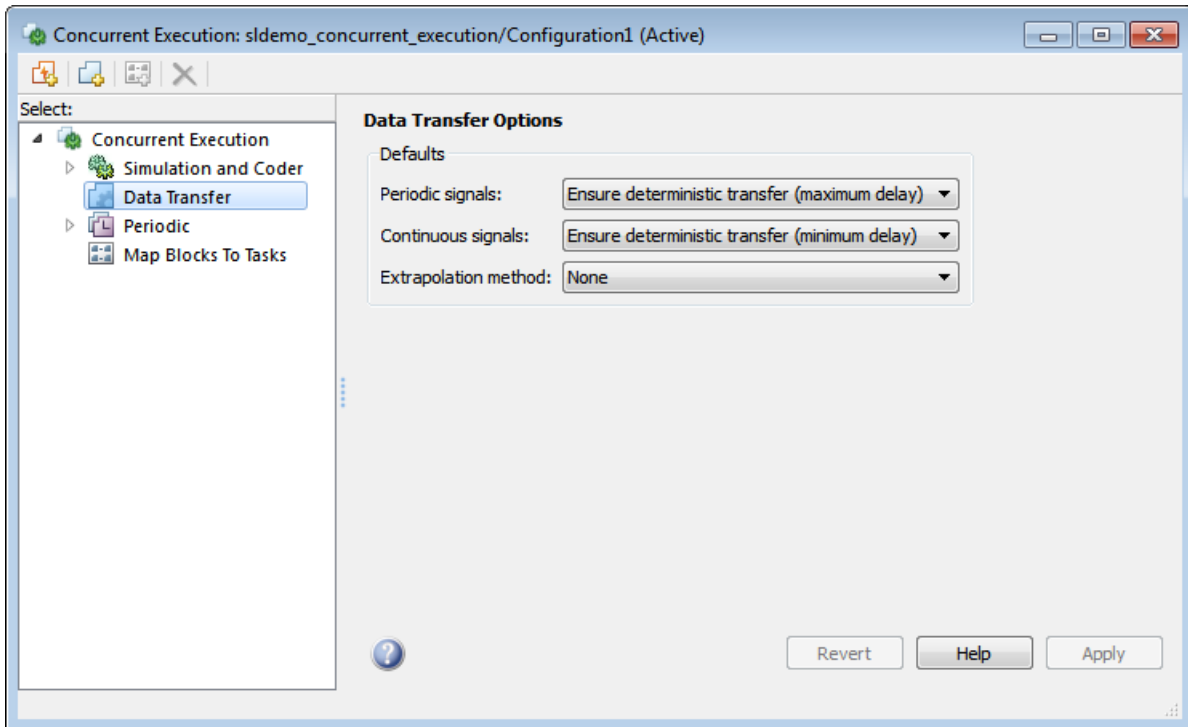 Concurrent Execution: sldemo_concurrent_execution/Configuration1 (Active)
Select:
Concurrent Execution
Simulation and Coder
Data Transfer
Periodic
Map Blocks To Tasks
Data Transfer Options
Defaults
Periodic signals: Ensure deterministic transfer (maximum delay)
Continuous signals: Ensure deterministic transfer (minimum delay)
Extrapolation method: None
? Revert Help Apply